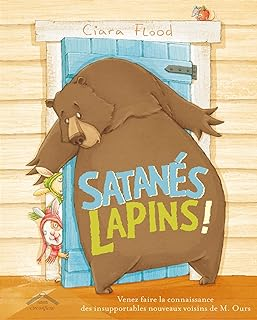 Ciara Flood
SATANÉS
LAPINS!
Venez faire la connaissance
des insupportables nouveaux voisins de M. Ours